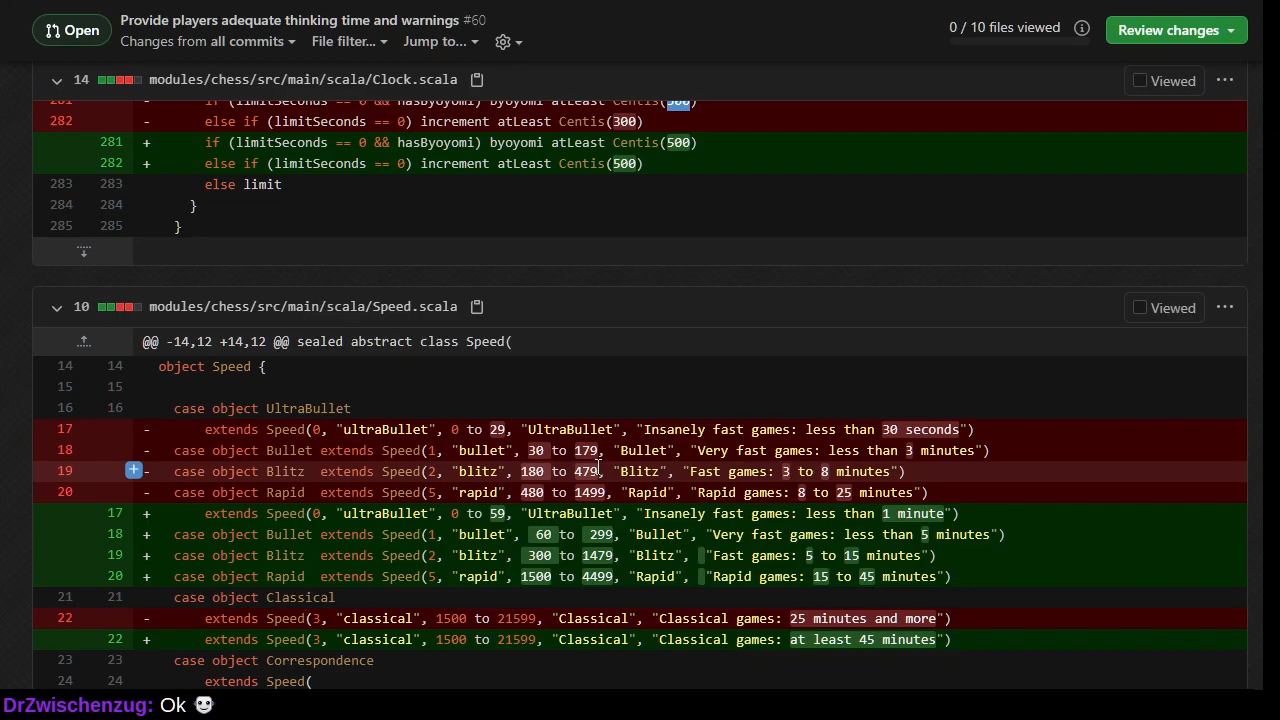 Open
Provide players adequate thinking time and warnings #60
Changes from all commits File filter... Jump to...
0 / 10 files viewed
Review changes
14 modules/chess/src/main/scala/Clock.scala Viewed ...
281 - if (limitSeconds == 0 && hasByoyomi) byoyomi atLeast Centis(300)
282 - else if (limitSeconds == 0) increment atLeast Centis(300)
281 + if (limitSeconds == 0 && hasByoyomi) byoyomi atLeast Centis(500)
282 + else if (limitSeconds == 0) increment atLeast Centis(500)
283 283 else limit
284 284 }
285 285 }
10 modules/chess/src/main/scala/Speed.scala Viewed ...
@@ -14,12 +14,12 @@ sealed abstract class Speed(
14 14 object Speed {
15 15
16 16 case object UltraBullet
17 - extends Speed(0, "ultraBullet", 0 to 29, "UltraBullet", "Insanely fast games: less than 30 seconds")
18 - case object Bullet extends Speed(1, "bullet", 30 to 179, "Bullet", "Very fast games: less than 3 minutes")
19 - case object Blitz extends Speed(2, "blitz", 180 to 479, "Blitz", "Fast games: 3 to 8 minutes")
20 - case object Rapid extends Speed(5, "rapid", 480 to 1499, "Rapid", "Rapid games: 8 to 25 minutes")
17 + extends Speed(0, "ultraBullet", 0 to 59, "UltraBullet", "Insanely fast games: less than 1 minute")
18 + case object Bullet extends Speed(1, "bullet", 60 to 299, "Bullet", "Very fast games: less than 5 minutes")
19 + case object Blitz extends Speed(2, "blitz", 300 to 1479, "Blitz", "Fast games: 5 to 15 minutes")
20 + case object Rapid extends Speed(5, "rapid", 1500 to 4499, "Rapid", "Rapid games: 15 to 45 minutes")
21 21 case object Classical
22 - extends Speed(3, "classical", 1500 to 21599, "Classical", "Classical games: 25 minutes and more")
22 + extends Speed(3, "classical", 1500 to 21599, "Classical", "Classical games: at least 45 minutes")
23 23 case object Correspondence
24 24 extends Speed(
DrZwischenzug: Ok